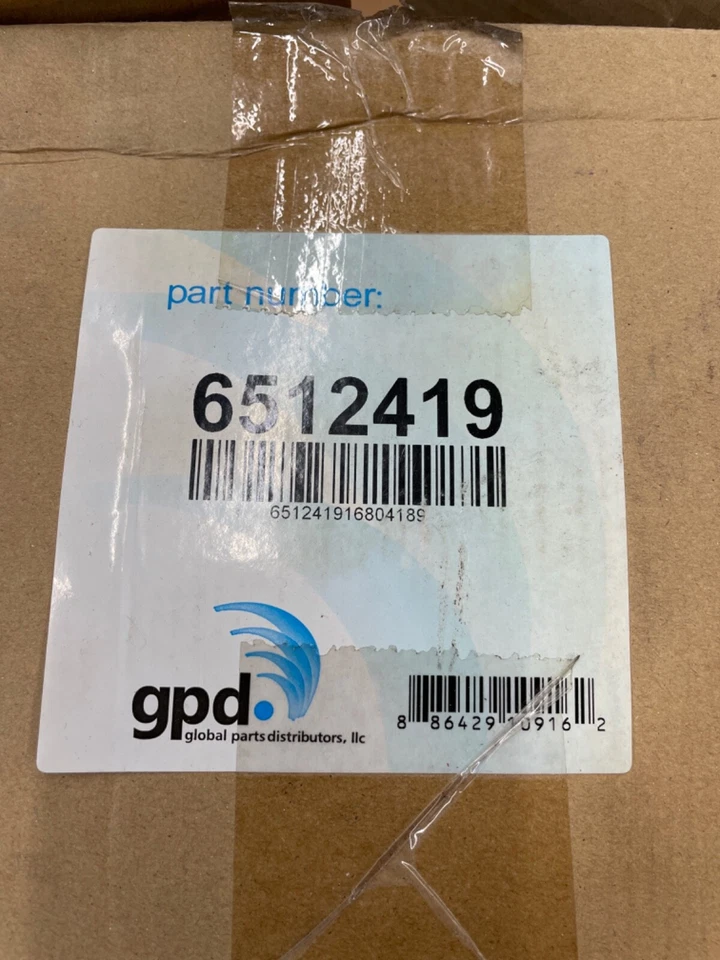 part number:
6512419
651241916804189
gpd
global parts distributors, llc
8 86429 10916 2